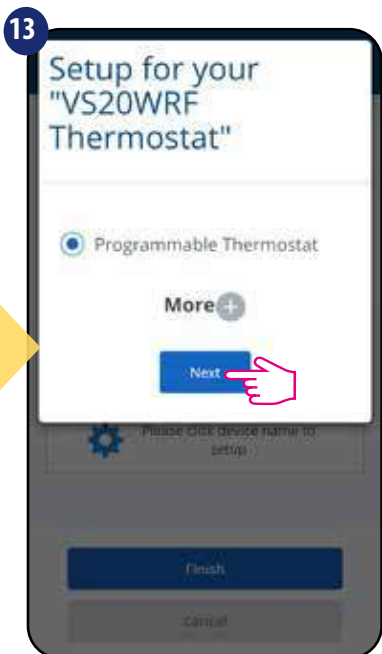 13
Setup for your
"VS20WRF
Thermostat"
Programmable Thermostat
More
Next
Please click device name to
setup
Finish
Cancel